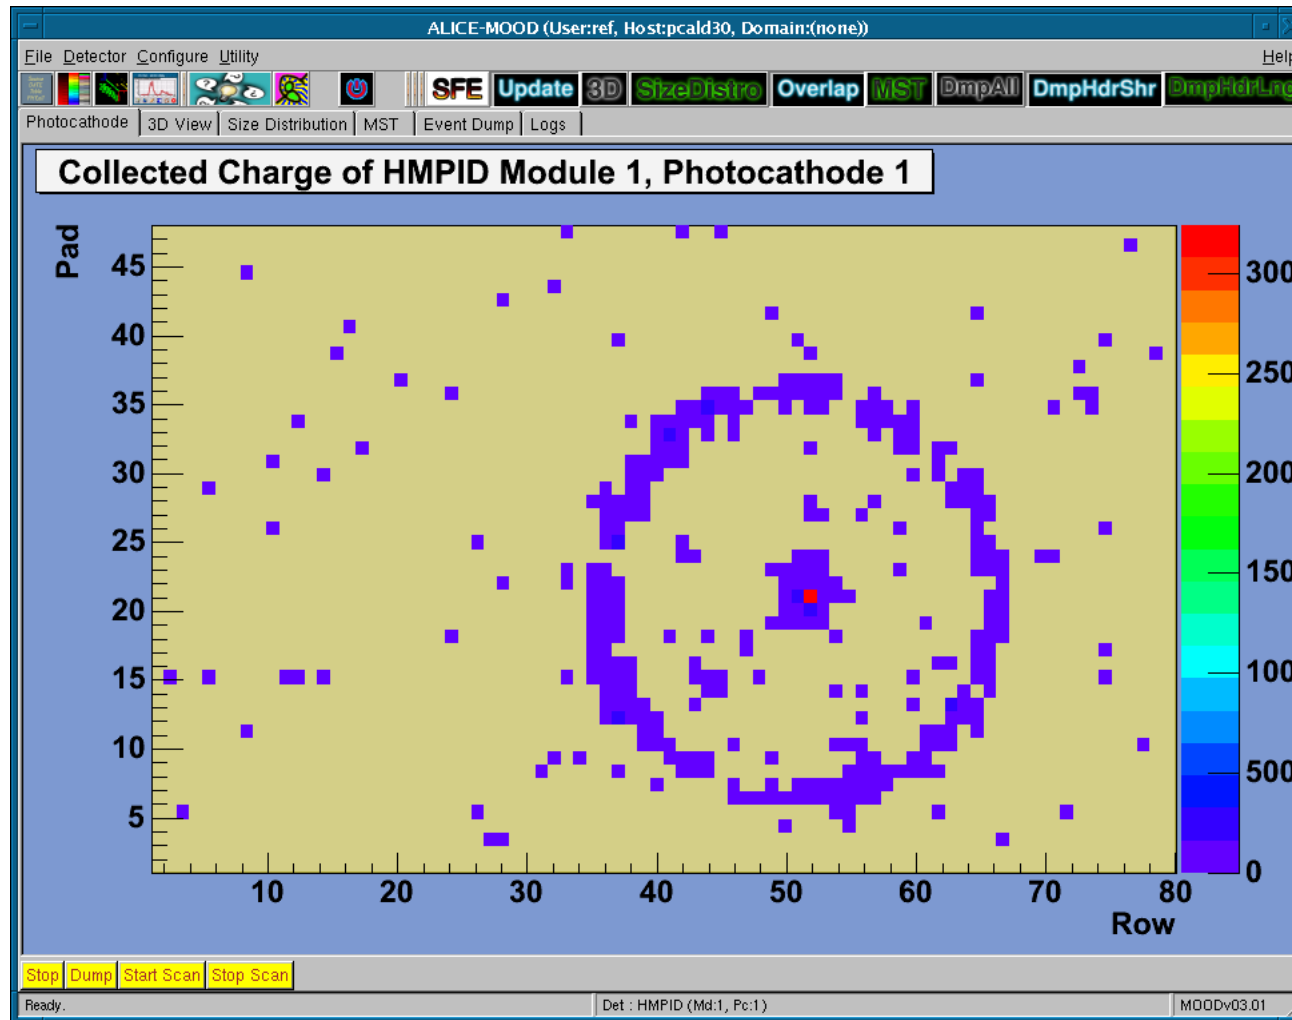 ALICE-MOOD (User:ref, Host:pcald30, Domain:(none))
File Detector Configure Utility Help
SFE Update 3D SizeDistro Overlap MST DmpAll DmpHdrShr DmpHdrLng
Photocathode 3D View Size Distribution MST Event Dump Logs
Collected Charge of HMPID Module 1, Photocathode 1
Pad
45
40
35
30
25
20
15
10
5
10 20 30 40 50 60 70 80
Row
300
250
200
150
100
500
0
Stop Dump Start Scan Stop Scan
Ready. Det : HMPID (Md:1, Pc:1) MOODv03.01